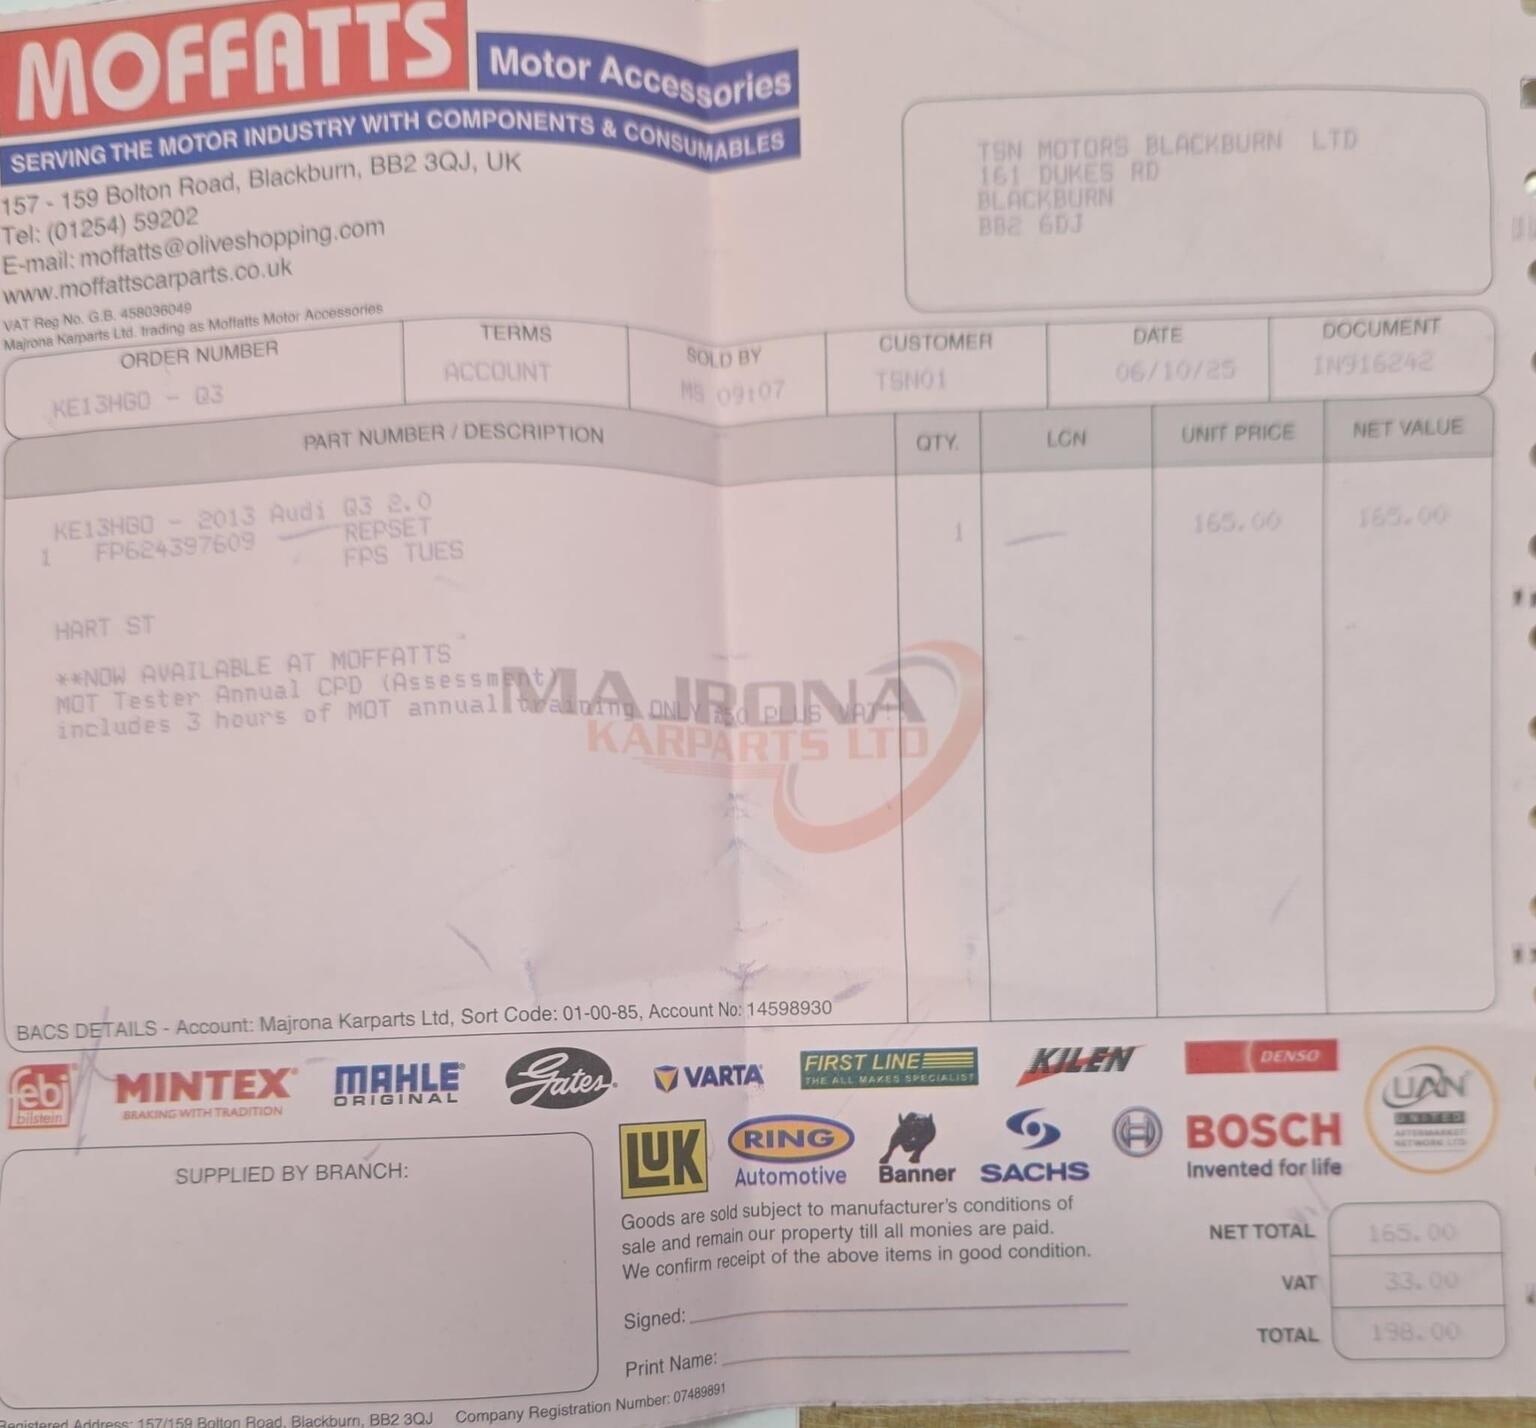 MOFFATTS
Motor Accessories
SERVING THE MOTOR INDUSTRY WITH COMPONENTS & CONSUMABLES
157 - 159 Bolton Road, Blackburn, BB2 3QJ, UK
Tel: (01254) 59202
E-mail: moffatts@oliveshopping.com
www.moffattscarparts.co.uk
VAT Reg No. G.B. 458036049
Majrona Karparts Ltd. trading as Moffatts Motor Accessories
TSN MOTORS BLACKBURN LTD
161 DUKES RD
BLACKBURN
BB2 6DJ
ORDER NUMBER TERMS SOLD BY CUSTOMER DATE DOCUMENT
KE13HGO - Q3 ACCOUNT MS 09:07 TSN01 06/10/25 IN916242
PART NUMBER / DESCRIPTION QTY. LCN UNIT PRICE NET VALUE
KE13HGO - 2013 Audi Q3 2.0
1 FP624397609 REPSET 1 165.00 165.00
FPS TUES
HART ST
**NOW AVAILABLE AT MOFFATTS
MOT Tester Annual CPD (Assessment)
includes 3 hours of MOT annual training ONLY £50 PLUS VAT!
MAJRONA
KARPARTS LTD
BACS DETAILS - Account: Majrona Karparts Ltd, Sort Code: 01-00-85, Account No: 14598930
febi bilstein
MINTEX
BRAKING WITH TRADITION
MAHLE
ORIGINAL
Gates
VARTA
FIRST LINE
THE ALL MAKES SPECIALIST
KILEN
DENSO
UAN
UNITED
AFTERMARKET
NETWORK LTD
LUK
RING
Automotive
Banner
SACHS
BOSCH
Invented for life
SUPPLIED BY BRANCH:
Goods are sold subject to manufacturer's conditions of
sale and remain our property till all monies are paid.
We confirm receipt of the above items in good condition.
Signed:
Print Name:
NET TOTAL 165.00
VAT 33.00
TOTAL 198.00
Registered Address: 157/159 Bolton Road, Blackburn, BB2 3QJ Company Registration Number: 07489891